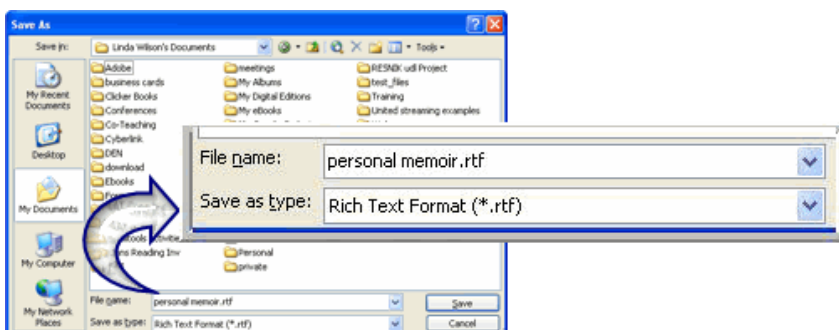 Save As
Save in: Linda Wilson's Documents Tools
My Recent Documents
Desktop
My Documents
My Computer
My Network Places
Adobe
business cards
Clicker Books
Conferences
Co-Teaching
Cyberlink
DEN
download
Ebooks
meetings
My Albums
My Digital Editions
My eBooks
Personal
private
RESNIK udl Project
test_files
Training
United streaming examples
File name: personal memoir.rtf
Save as type: Rich Text Format (*.rtf)
File name: personal memoir.rtf Save
Save as type: Rich Text Format (*.rtf) Cancel